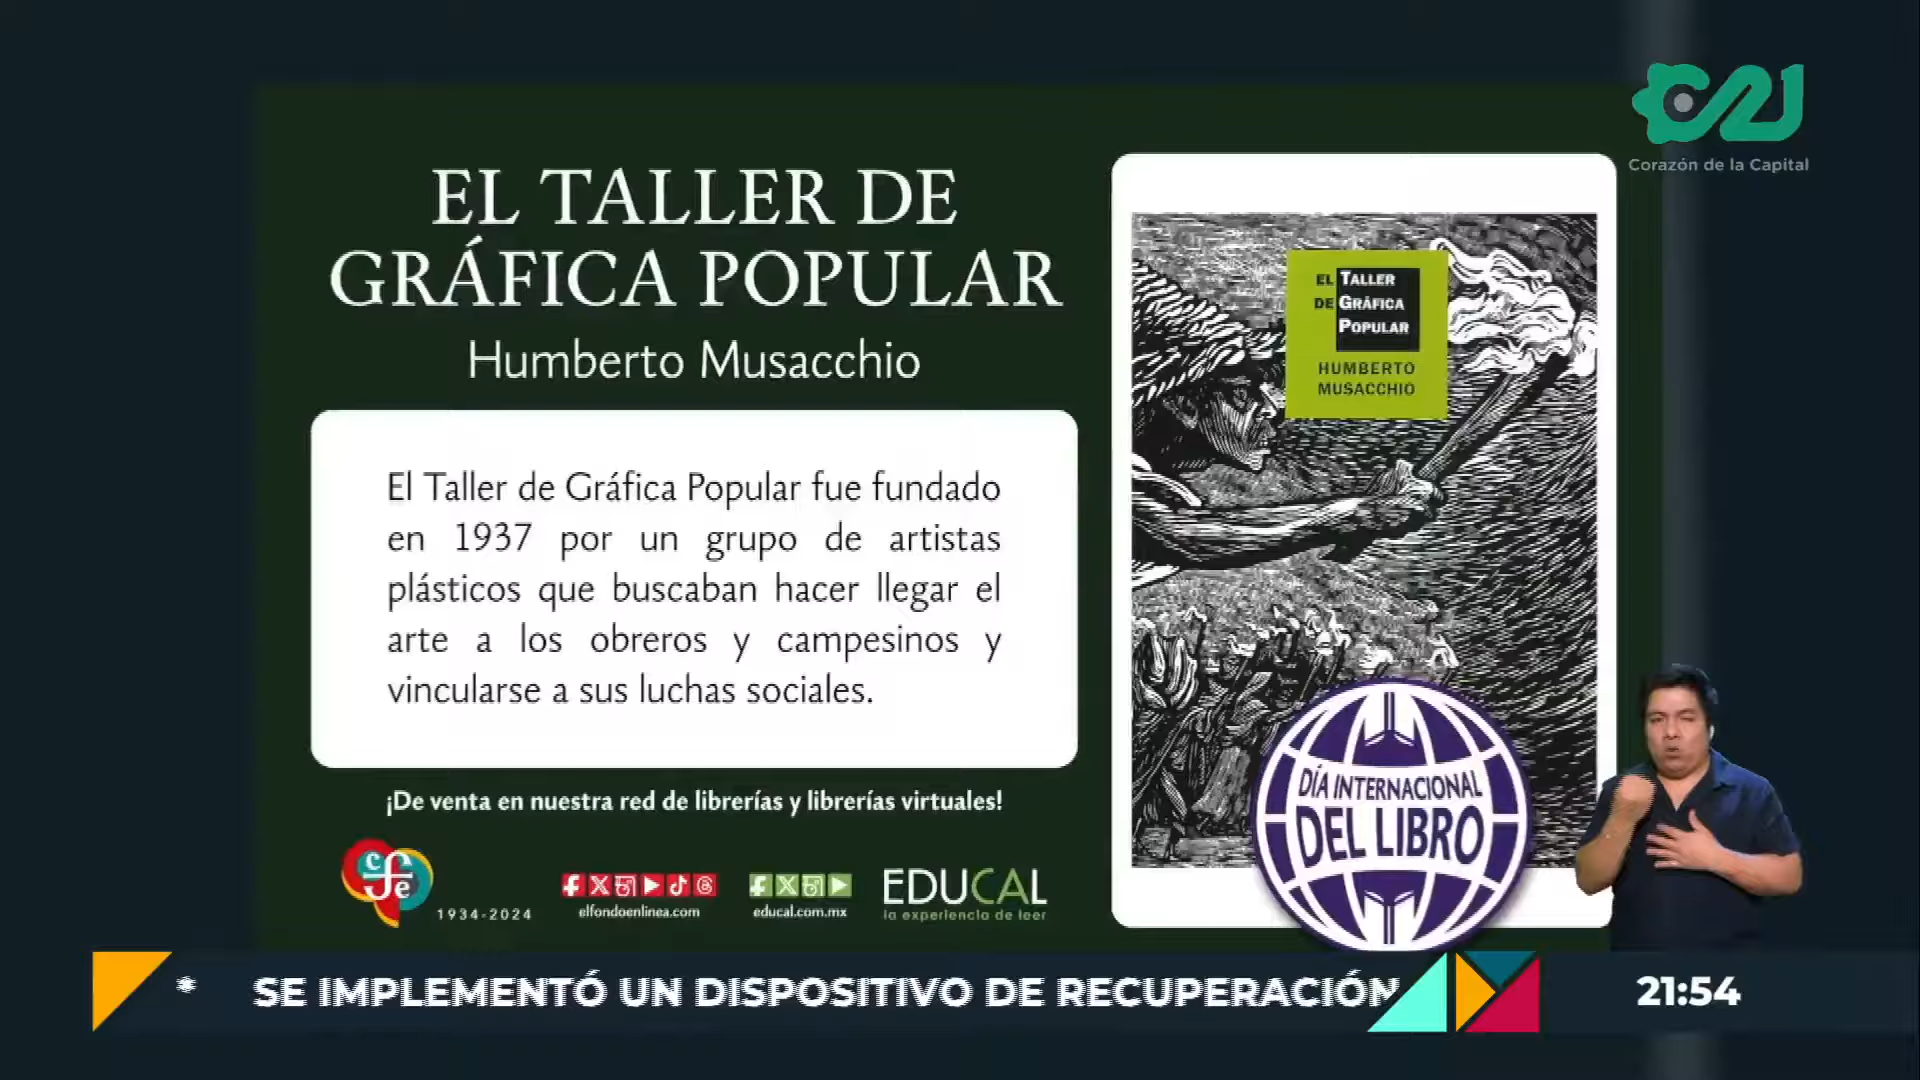 C21
Corazón de la Capital
EL TALLER DE
GRÁFICA POPULAR
Humberto Musacchio
El Taller de Gráfica Popular fue fundado
en 1937 por un grupo de artistas
plásticos que buscaban hacer llegar el
arte a los obreros y campesinos y
vincularse a sus luchas sociales.
¡De venta en nuestra red de librerías y librerías virtuales!
cfe
1934-2024
elfondoenlinea.com
educal.com.mx
EDUCAL
la experiencia de leer
EL TALLER
DE GRÁFICA
POPULAR
HUMBERTO
MUSACCHIO
DÍA INTERNACIONAL
DEL LIBRO
* SE IMPLEMENTÓ UN DISPOSITIVO DE RECUPERACIÓN
21:54